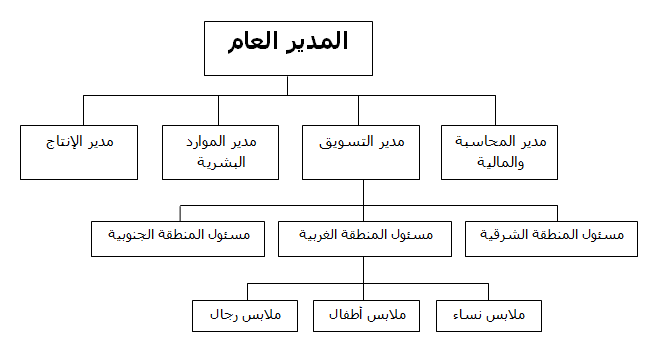 المدير العام
مدير المحاسبة
والمالية
مدير التسويق
مدير الموارد
البشرية
مدير الإنتاج
مسئول المنطقة الشرقية
مسئول المنطقة الغربية
مسئول المنطقة الجنوبية
ملابس نساء
ملابس أطفال
ملابس رجال